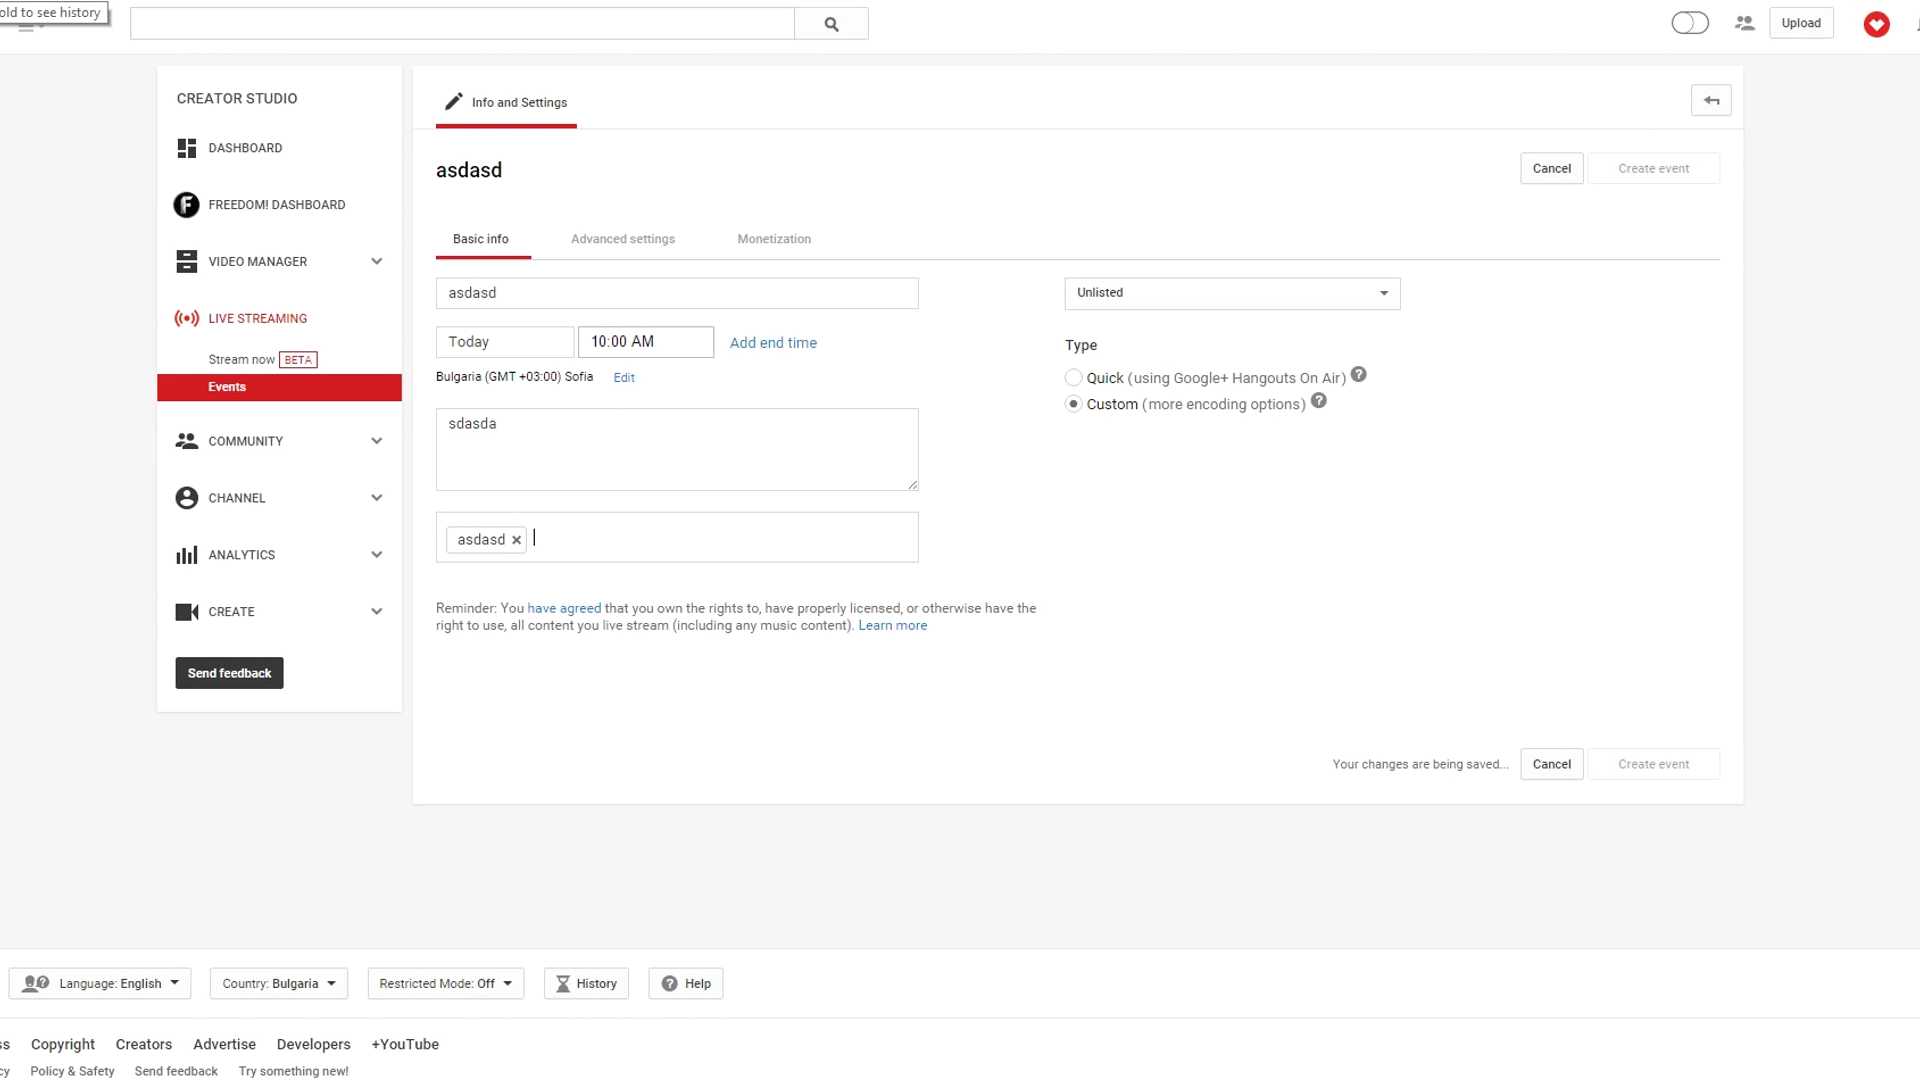 old to see history
Upload
CREATOR STUDIO
DASHBOARD
FREEDOM! DASHBOARD
VIDEO MANAGER
LIVE STREAMING
Stream now BETA
Events
COMMUNITY
CHANNEL
ANALYTICS
CREATE
Send feedback
Info and Settings
asdasd
Cancel
Create event
Basic info
Advanced settings
Monetization
asdasd
Today
10:00 AM
Add end time
Bulgaria (GMT +03:00) Sofia
Edit
sdasda
asdasd
Unlisted
Type
Quick (using Google+ Hangouts On Air)
Custom (more encoding options)
Reminder: You have agreed that you own the rights to, have properly licensed, or otherwise have the
right to use, all content you live stream (including any music content). Learn more
Your changes are being saved...
Cancel
Create event
Language: English
Country: Bulgaria
Restricted Mode: Off
History
Help
ss Copyright Creators Advertise Developers +YouTube
cy Policy & Safety Send feedback Try something new!